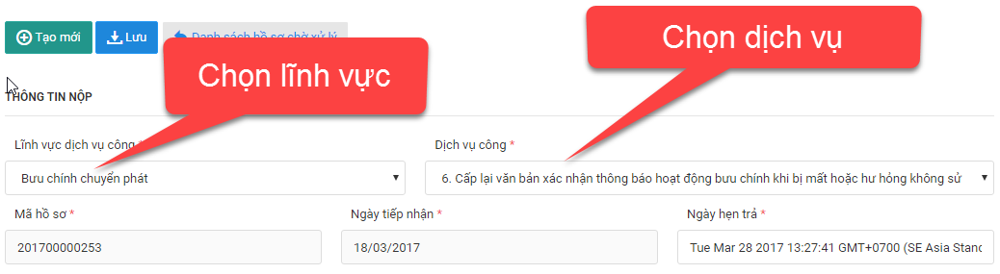 Tạo mới
Lưu
Danh sách hồ sơ chờ xử lý
Chọn lĩnh vực
Chọn dịch vụ
THÔNG TIN NỘP
Lĩnh vực dịch vụ công *
Dịch vụ công *
Bưu chính chuyển phát
6. Cấp lại văn bản xác nhận thông báo hoạt động bưu chính khi bị mất hoặc hư hỏng không sử
Mã hồ sơ *
Ngày tiếp nhận *
Ngày hẹn trả *
201700000253
18/03/2017
Tue Mar 28 2017 13:27:41 GMT+0700 (SE Asia Stand